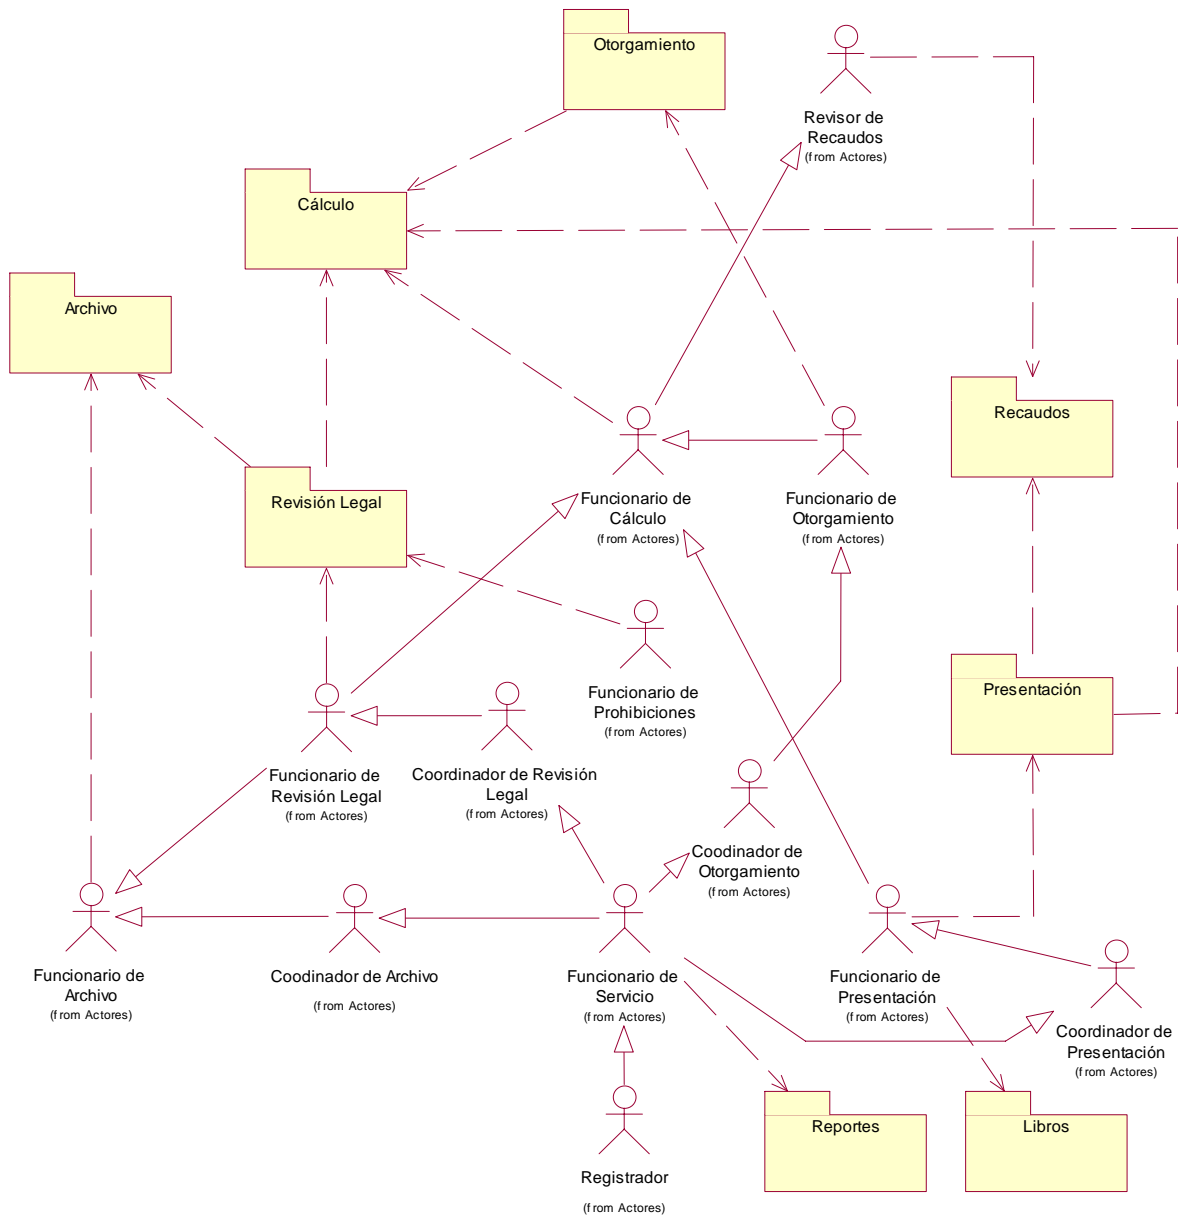 Otorgamiento
Revisor de
Recaudos
(from Actores)
Cálculo
Archivo
Recaudos
Revisión Legal
Funcionario de
Cálculo
(from Actores)
Funcionario de
Otorgamiento
(from Actores)
Funcionario de
Prohibiciones
(from Actores)
Presentación
Funcionario de
Revisión Legal
(from Actores)
Coordinador de Revisión
Legal
(from Actores)
Coodinador de
Otorgamiento
(from Actores)
Funcionario de
Archivo
(from Actores)
Coodinador de Archivo
(from Actores)
Funcionario de
Servicio
(from Actores)
Funcionario de
Presentación
(from Actores)
Coordinador de
Presentación
(from Actores)
Reportes
Libros
Registrador
(from Actores)